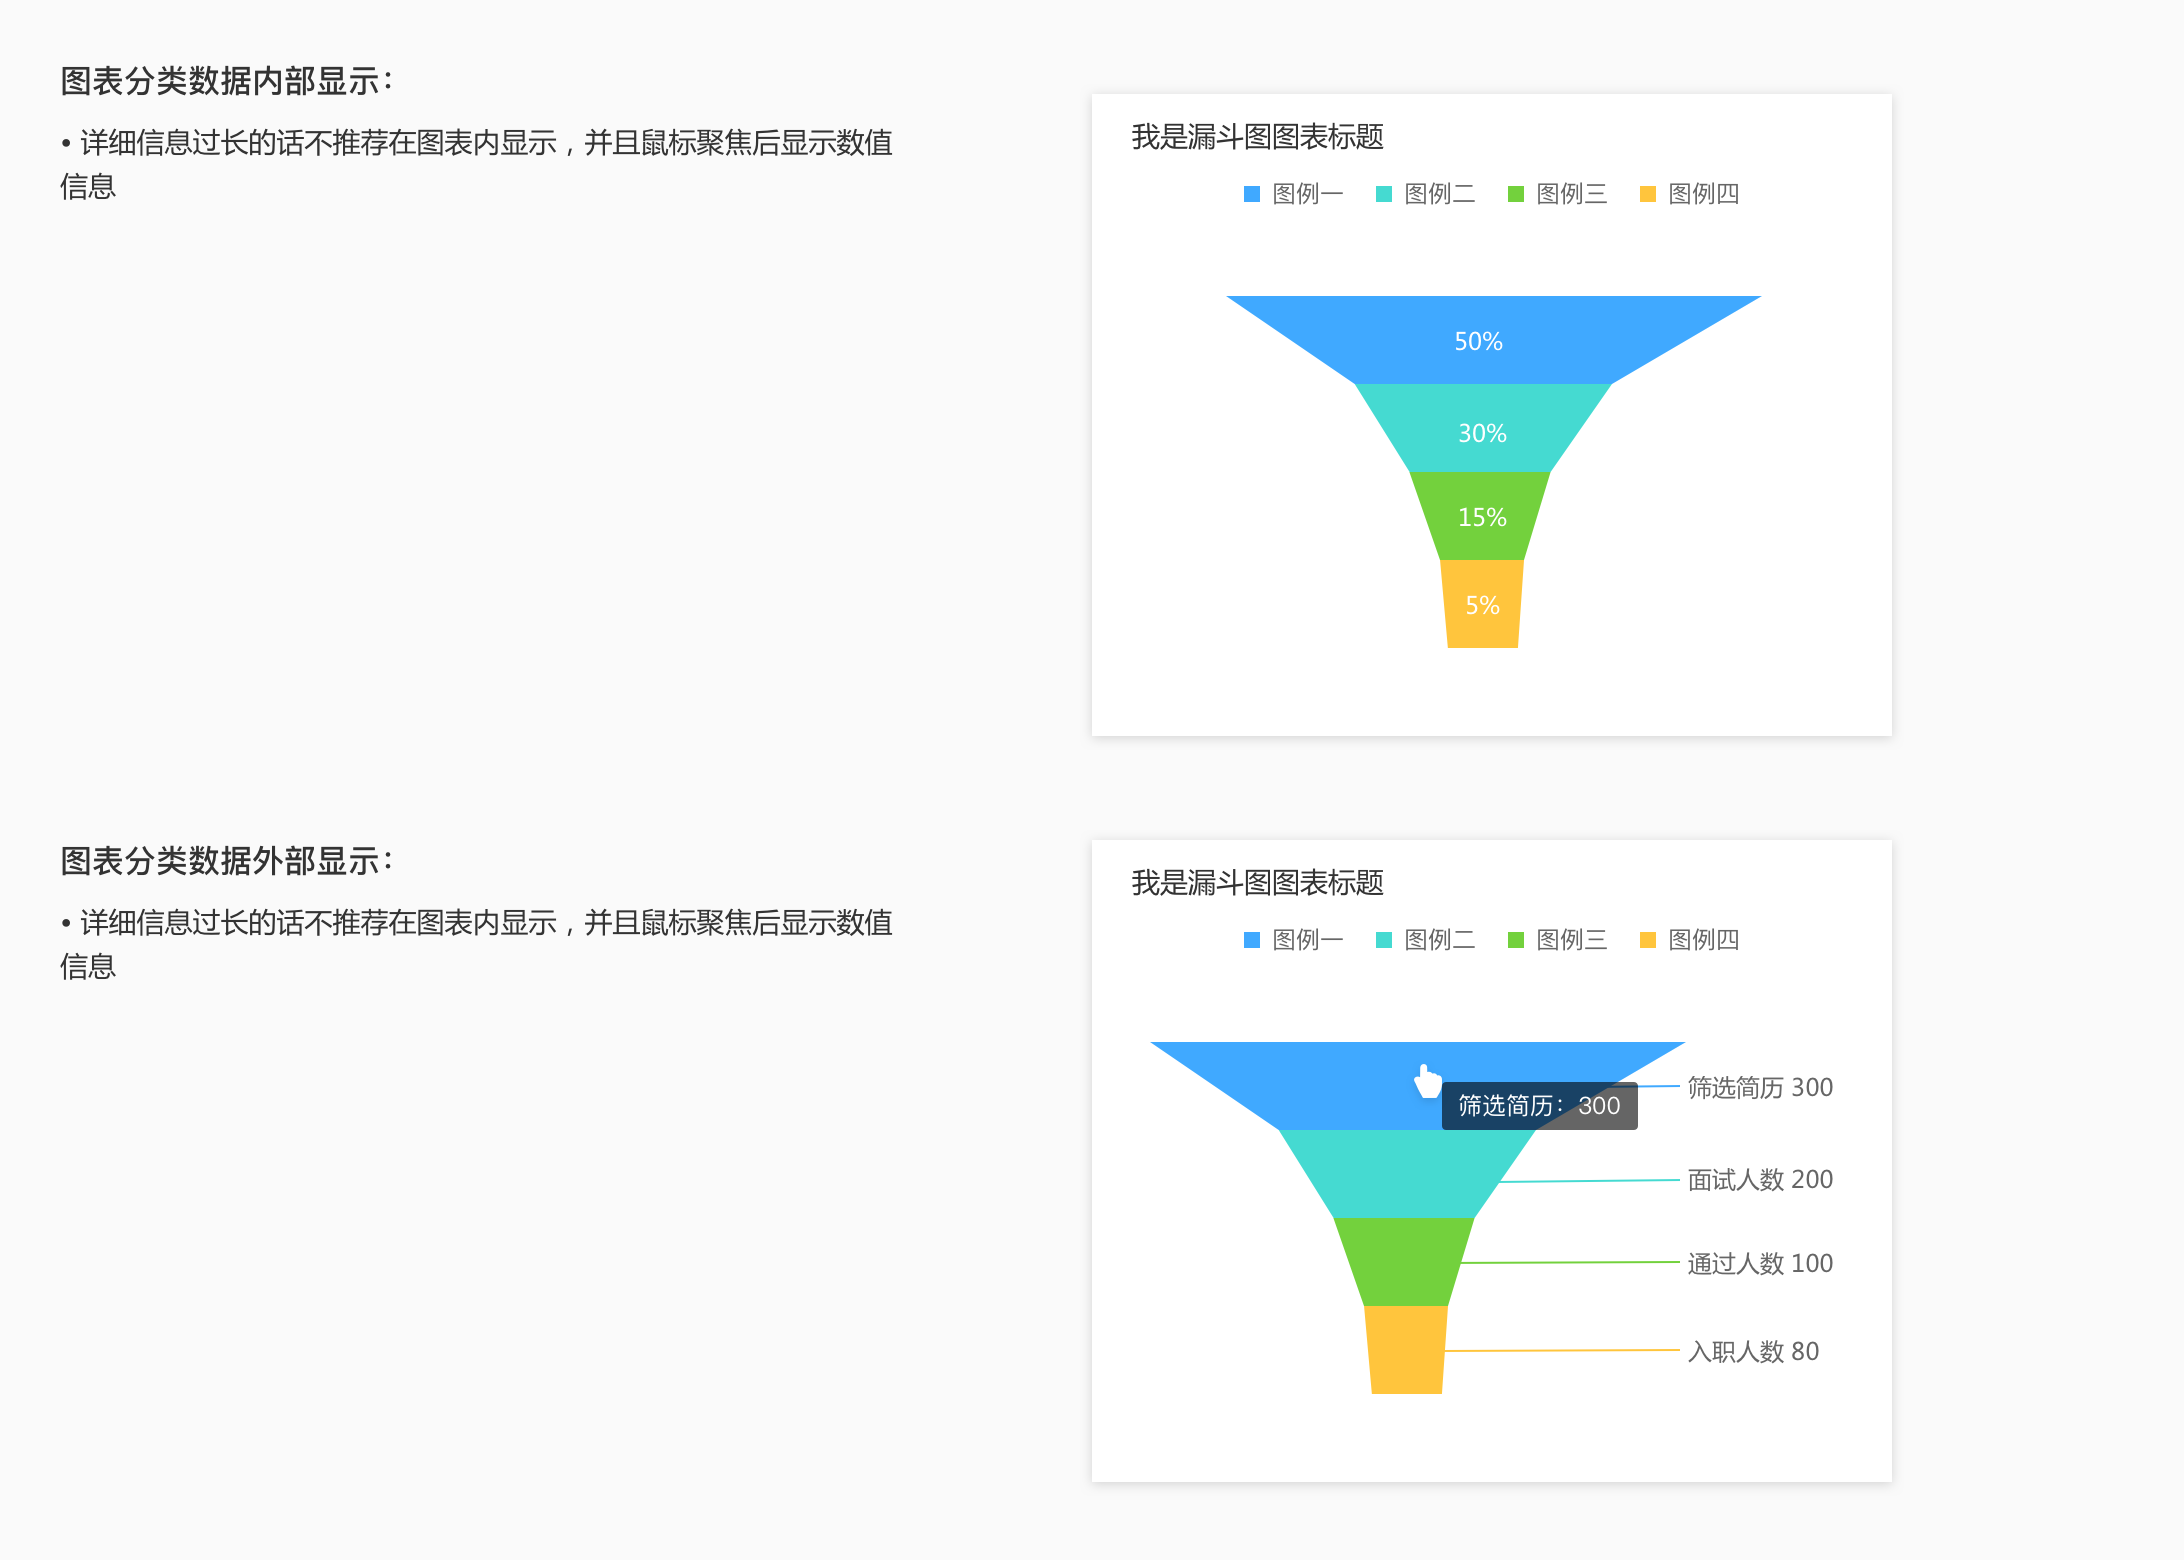 图表分类数据内部显示：
• 详细信息过长的话不推荐在图表内显示，并且鼠标聚焦后显示数值
信息
我是漏斗图图表标题
图例一 图例二 图例三 图例四
50%
30%
15%
5%
图表分类数据外部显示：
• 详细信息过长的话不推荐在图表内显示，并且鼠标聚焦后显示数值
信息
我是漏斗图图表标题
图例一 图例二 图例三 图例四
筛选简历 300
筛选简历：300
面试人数 200
通过人数 100
入职人数 80